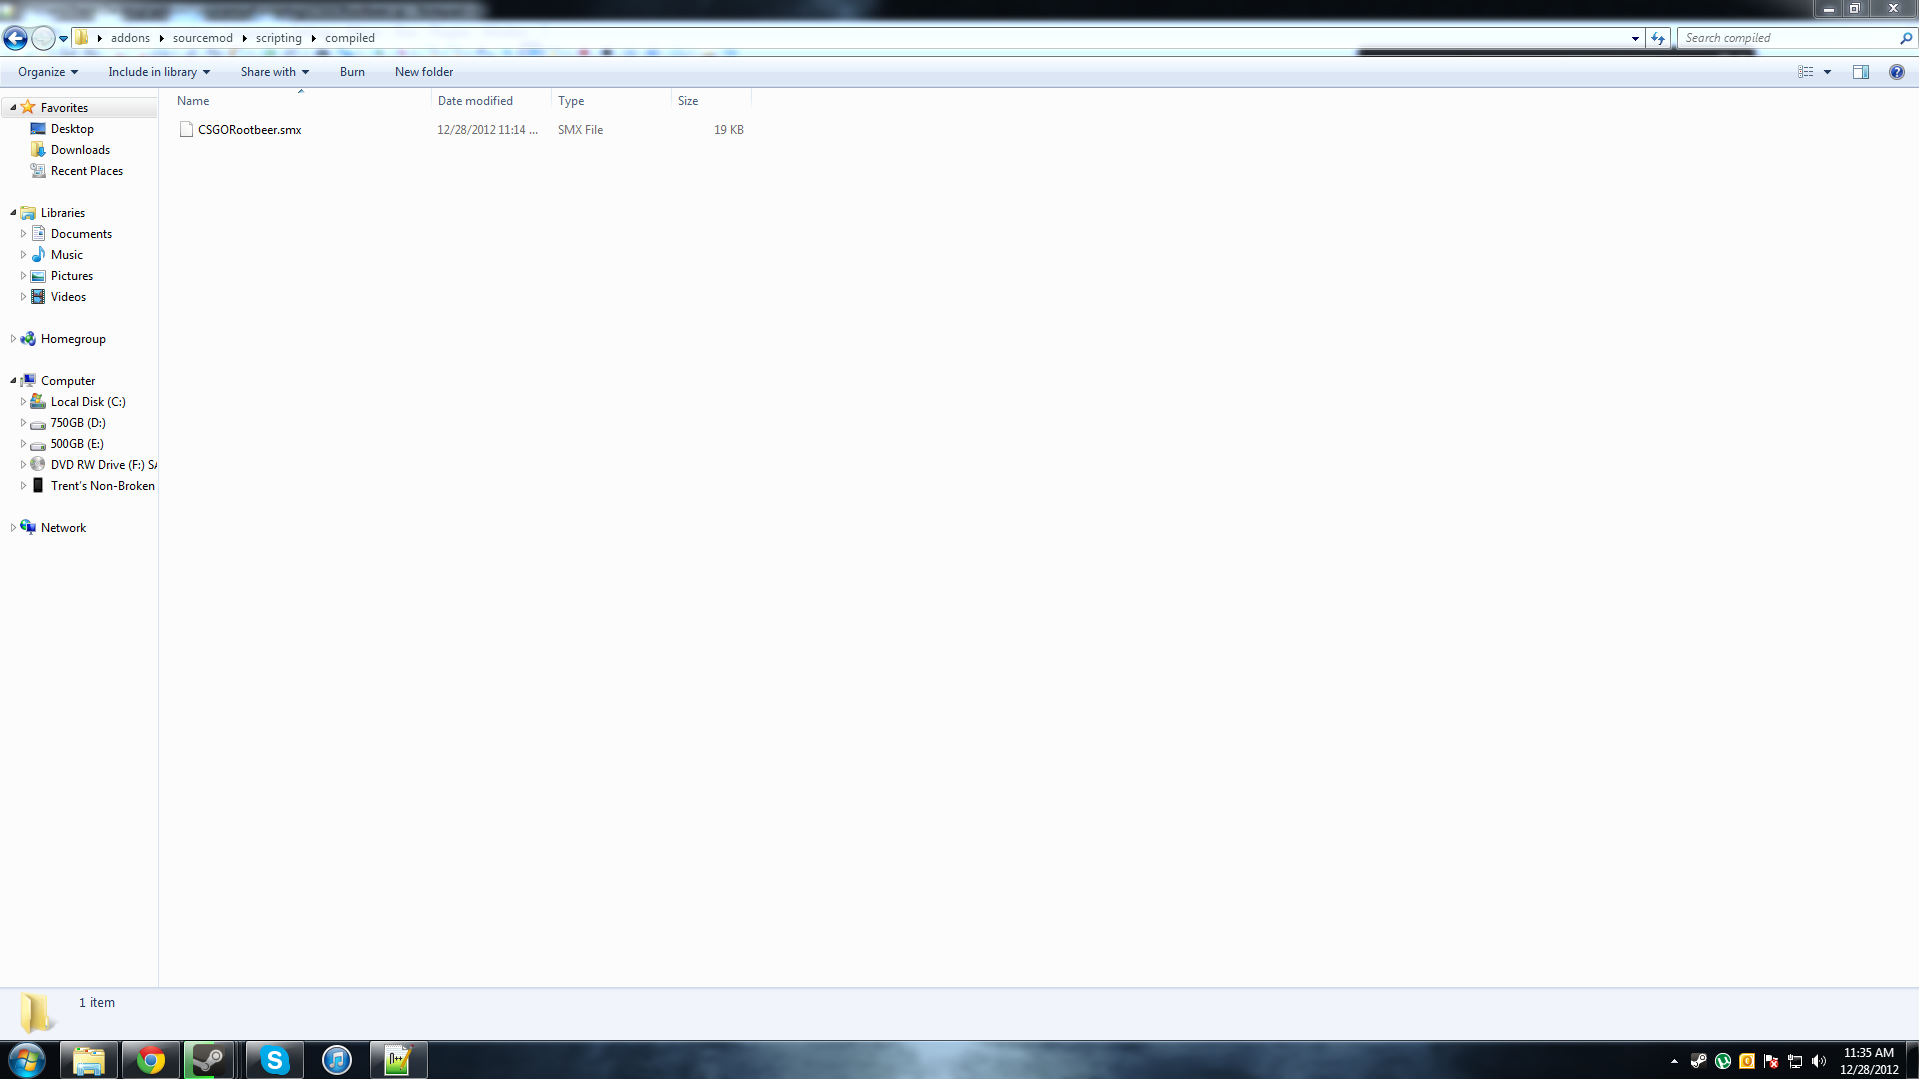 addons sourcemod scripting compiled
Search compiled
Organize Include in library Share with Burn New folder
Name Date modified Type Size
CSGORootbeer.smx 12/28/2012 11:14 ... SMX File 19 KB
Favorites
Desktop
Downloads
Recent Places
Libraries
Documents
Music
Pictures
Videos
Homegroup
Computer
Local Disk (C:)
750GB (D:)
500GB (E:)
DVD RW Drive (F:) SA
Trent's Non-Broken
Network
1 item
11:35 AM
12/28/2012